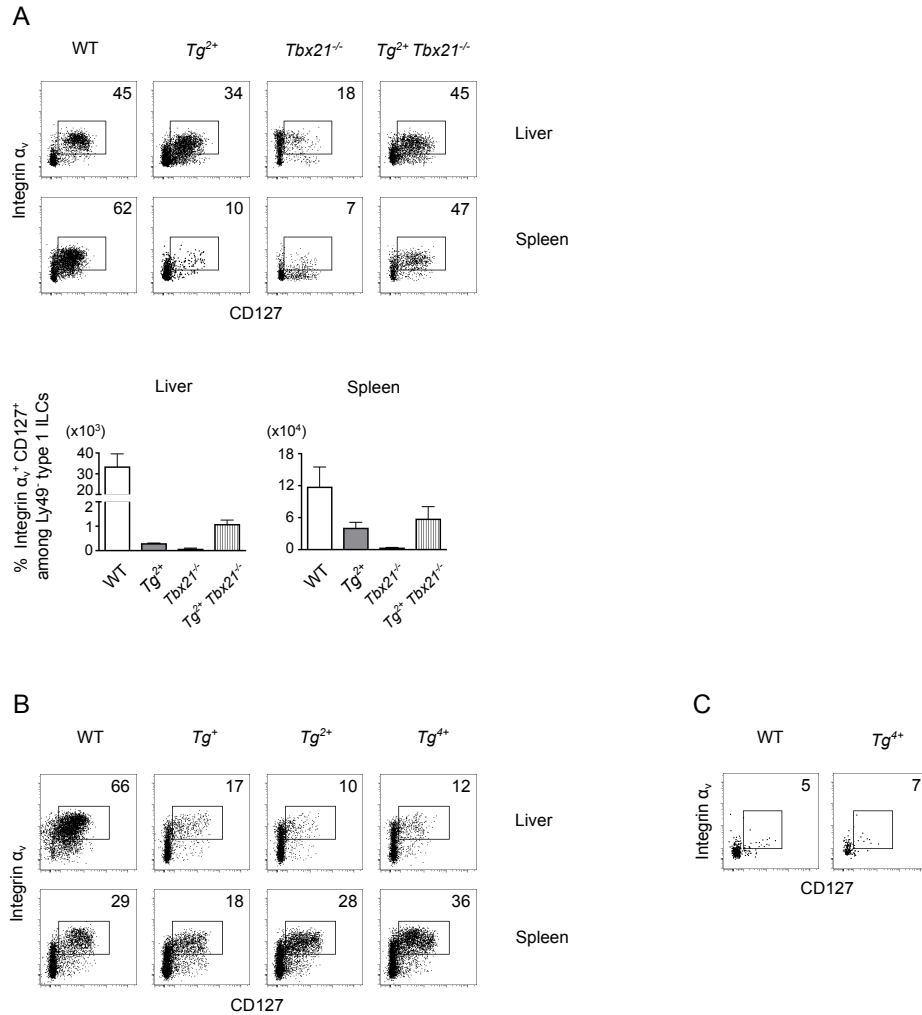 A
WT Tg²⁺ Tbx21⁻/⁻ Tg²⁺ Tbx21⁻/⁻
45 34 18 45
Liver
62 10 7 47
Spleen
Integrin αᵥ
CD127
Liver Spleen
% Integrin αᵥ⁺ CD127⁺
among Ly49⁻ type 1 ILCs
(x10³) (x10⁴)
40
30
20
2
1
0
12
6
0
WT Tg²⁺ Tbx21⁻/⁻ Tg²⁺ Tbx21⁻/⁻
WT Tg²⁺ Tbx21⁻/⁻ Tg²⁺ Tbx21⁻/⁻
B
WT Tg⁺ Tg²⁺ Tg⁴⁺
66 17 10 12
Liver
29 18 28 36
Spleen
Integrin αᵥ
CD127
C
WT Tg⁴⁺
5 7
Integrin αᵥ
CD127